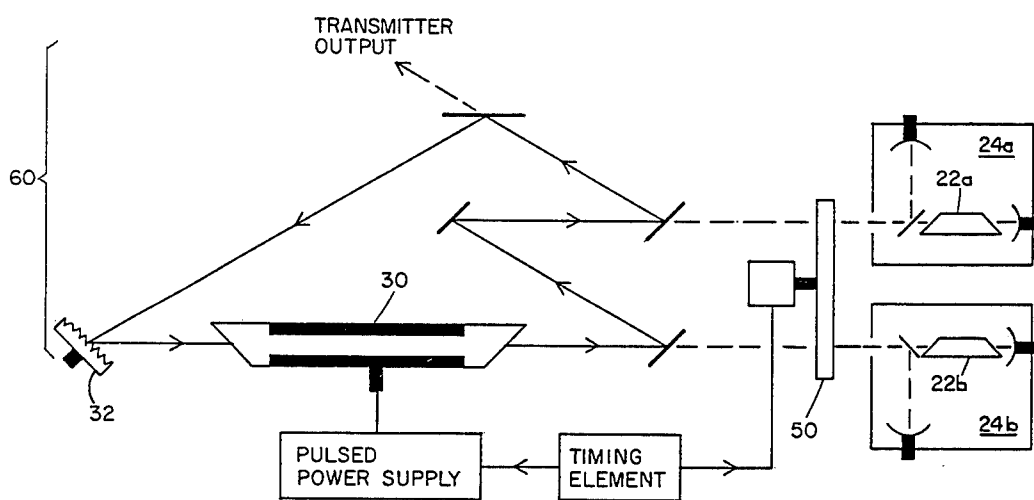 TRANSMITTER
OUTPUT
60
24a
22a
30
32
50
22b
24b
PULSED
POWER SUPPLY
TIMING
ELEMENT